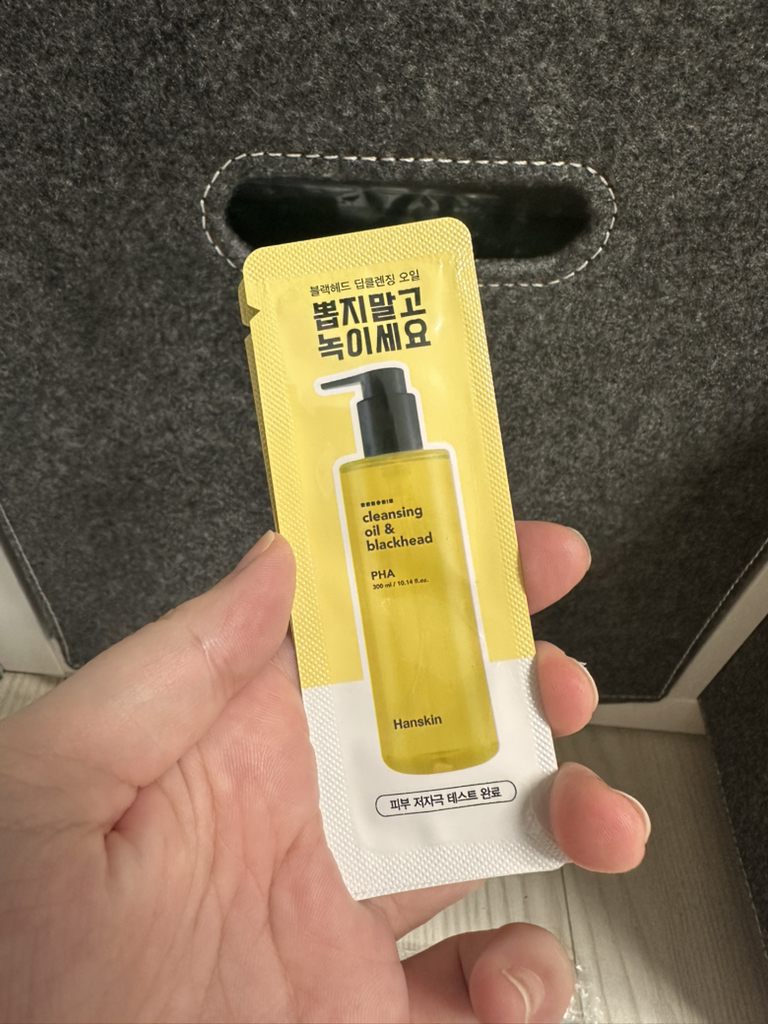 블랙헤드 딥클렌징 오일
뽑지말고
녹이세요
cleansing
oil &
blackhead
PHA
300 ml / 10.14 fl.oz.
Hanskin
피부 저자극 테스트 완료